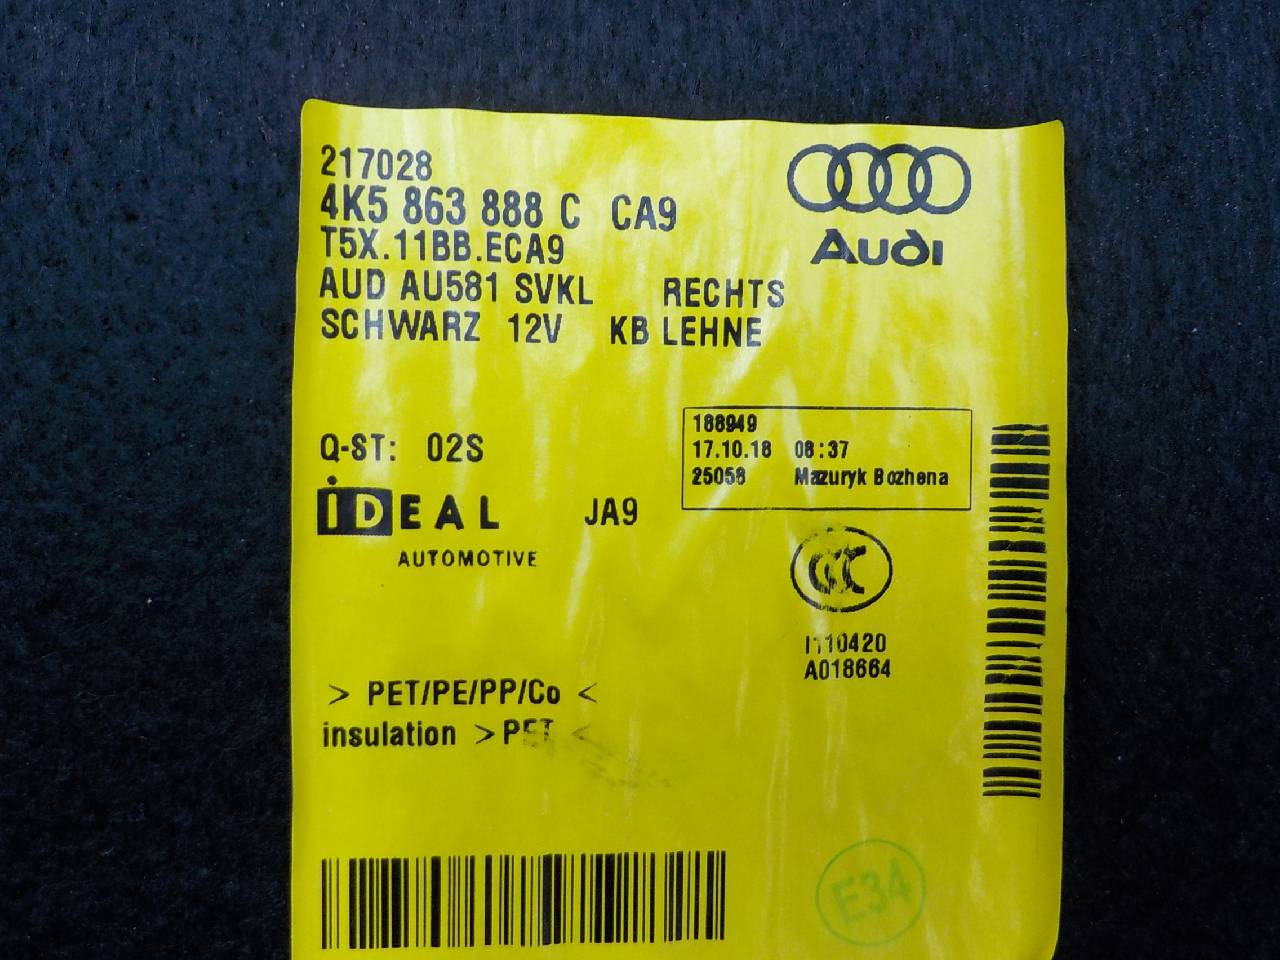 217028
4K5 863 888 C CA9
T5X.11BB.ECA9
AUD AU581 SVKL RECHTS
SCHWARZ 12V KB LEHNE
Audi
Q-ST: 02S
188949
17.10.18 08:37
25058 Mazuryk Bozhena
iDEAL JA9
AUTOMOTIVE
CCC
I110420
A018664
> PET/PE/PP/Co <
insulation >PET <
E34